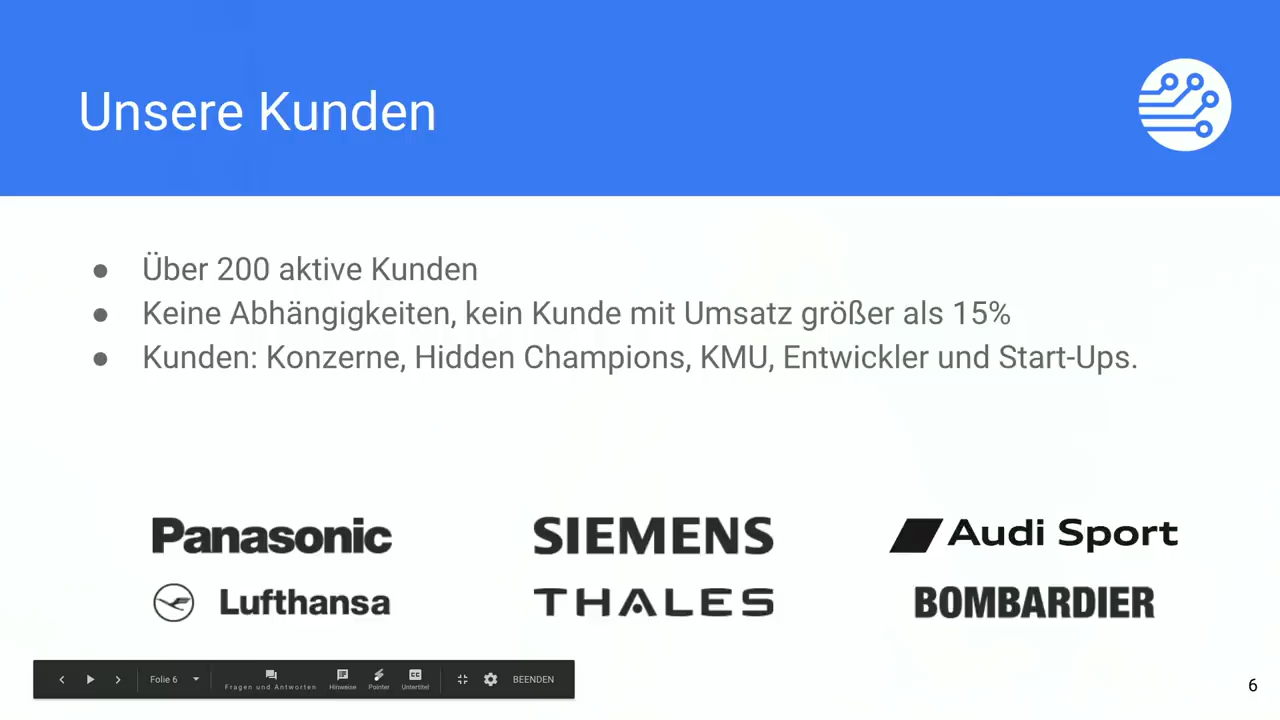 Unsere Kunden
● Über 200 aktive Kunden
● Keine Abhängigkeiten, kein Kunde mit Umsatz größer als 15%
● Kunden: Konzerne, Hidden Champions, KMU, Entwickler und Start-Ups.
Panasonic SIEMENS Audi Sport
Lufthansa THALES BOMBARDIER
Folie 6 Fragen und Antworten Hinweise Pointer Untertitel BEENDEN
6